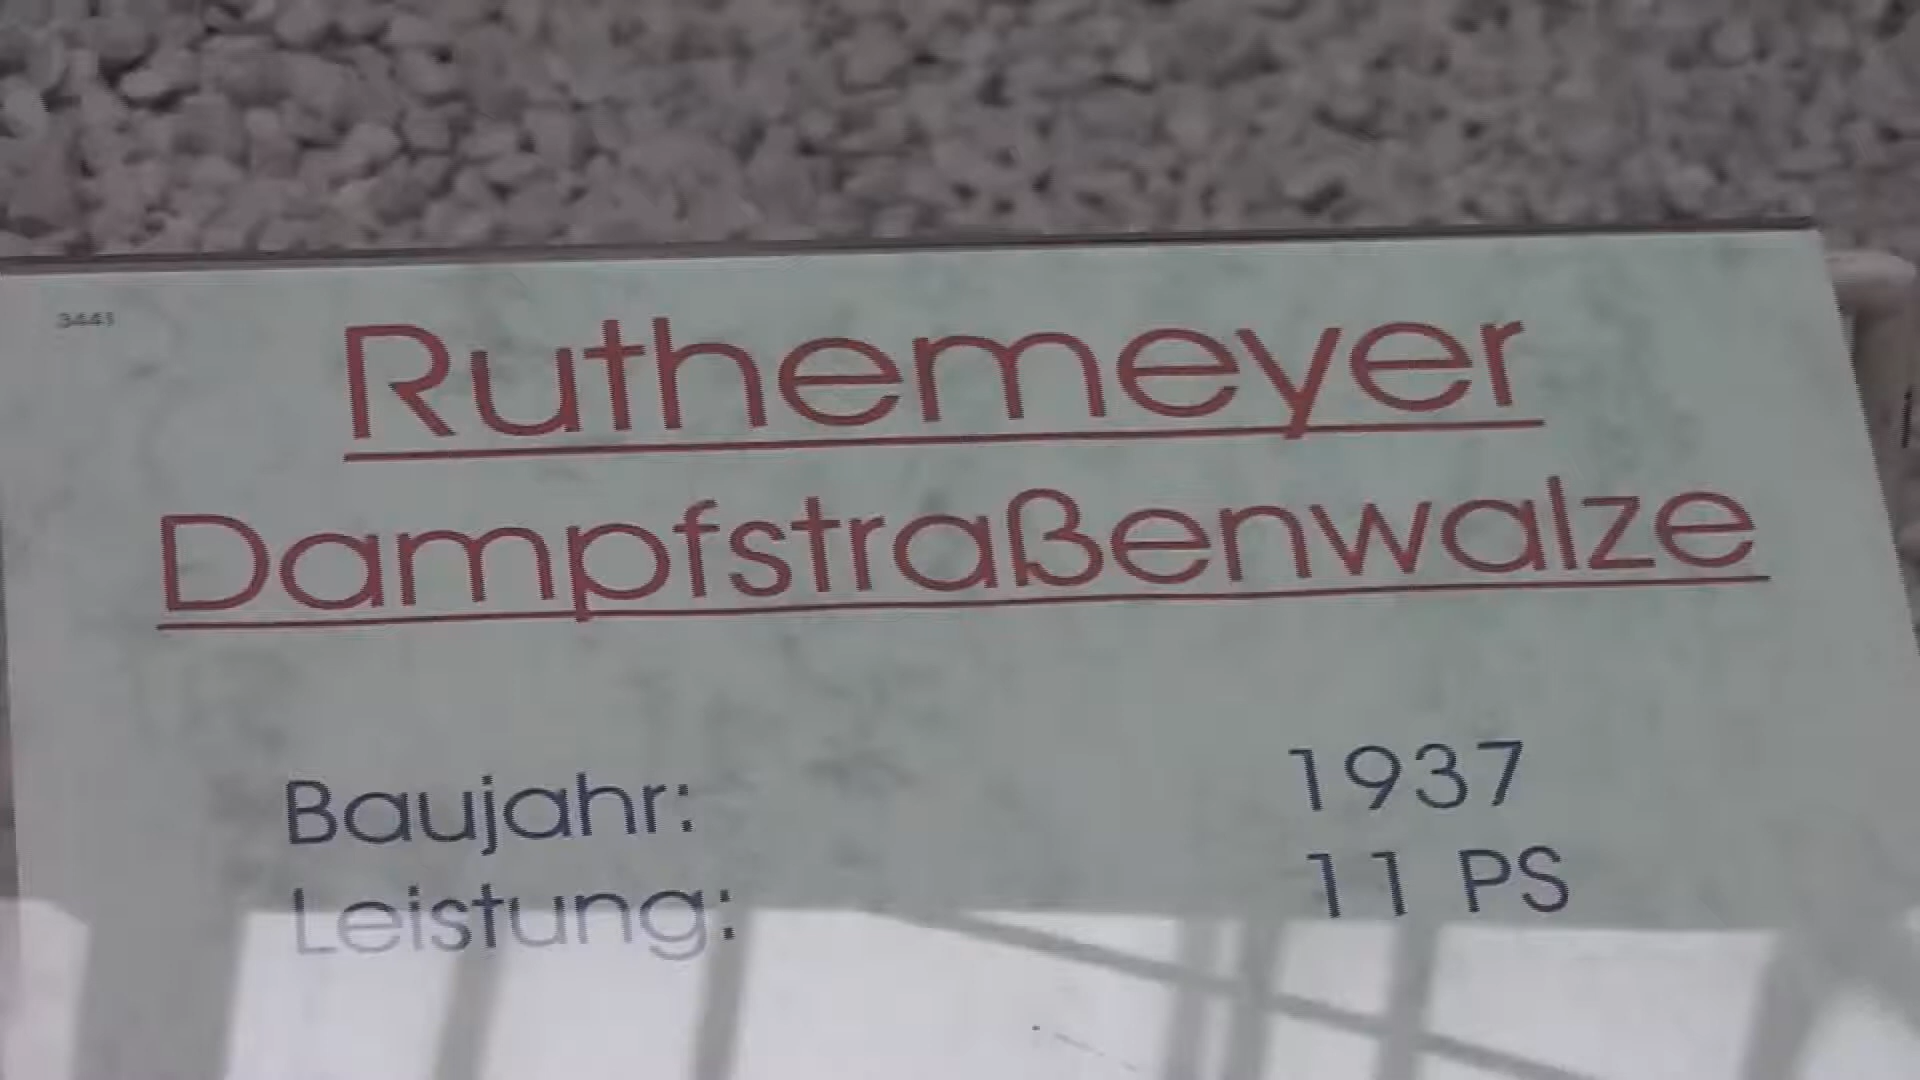 3441
Ruthemeyer
Dampfstraßenwalze
Baujahr: 1937
Leistung: 11 PS